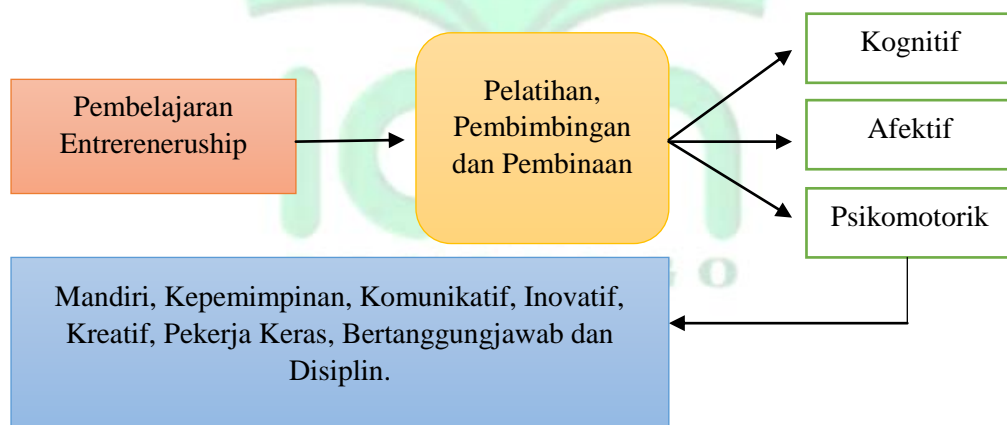 Pembelajaran
Entrereneruship
Pelatihan,
Pembimbingan
dan Pembinaan
Kognitif
Afektif
Psikomotorik
Mandiri, Kepemimpinan, Komunikatif, Inovatif,
Kreatif, Pekerja Keras, Bertanggungjawab dan
Disiplin.